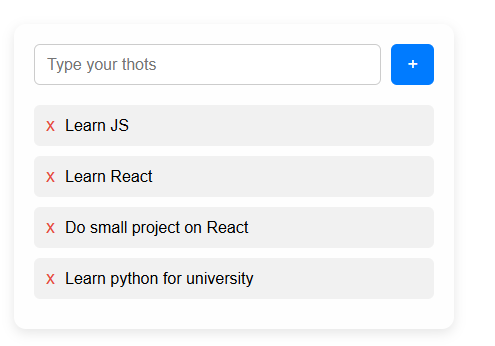 Type your thots +
x Learn JS
x Learn React
x Do small project on React
x Learn python for university